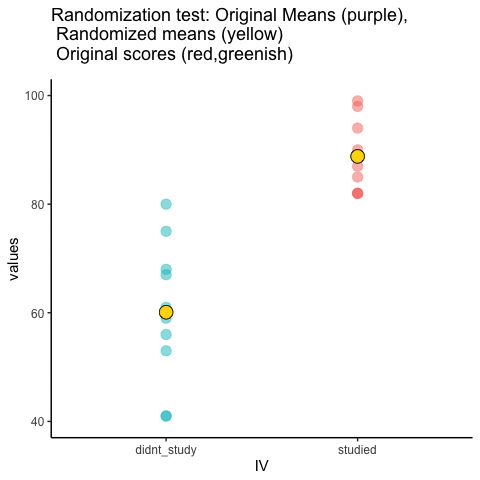 Randomization test: Original Means (purple),
Randomized means (yellow)
Original scores (red,greenish)
100
80
60
40
values
didnt_study
studied
IV